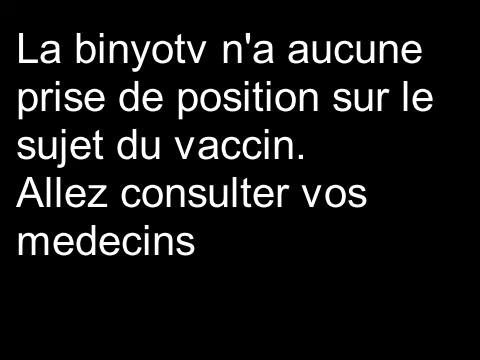 La binyotv n'a aucune
prise de position sur le
sujet du vaccin.
Allez consulter vos
medecins